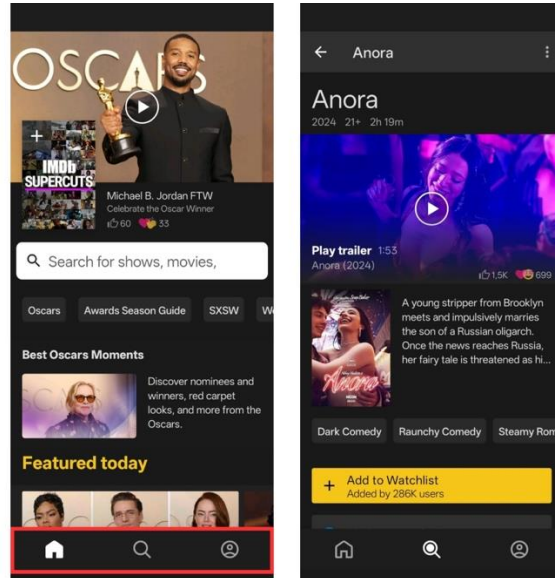 OSCARS
IMDb
SUPERCUTS
Michael B. Jordan FTW
Celebrate the Oscar Winner
60 33
Search for shows, movies,
Oscars Awards Season Guide SXSW
Best Oscars Moments
Discover nominees and
winners, red carpet
looks, and more from the
Oscars.
Featured today
Anora
Anora
2024 21+ 2h 19m
Play trailer 1:53
Anora (2024)
1,5K 699
A young stripper from Brooklyn
meets and impulsively marries
the son of a Russian oligarch.
Once the news reaches Russia,
her fairy tale is threatened as hi...
Anora
Dark Comedy Raunchy Comedy Steamy Rom
Add to Watchlist
Added by 286K users